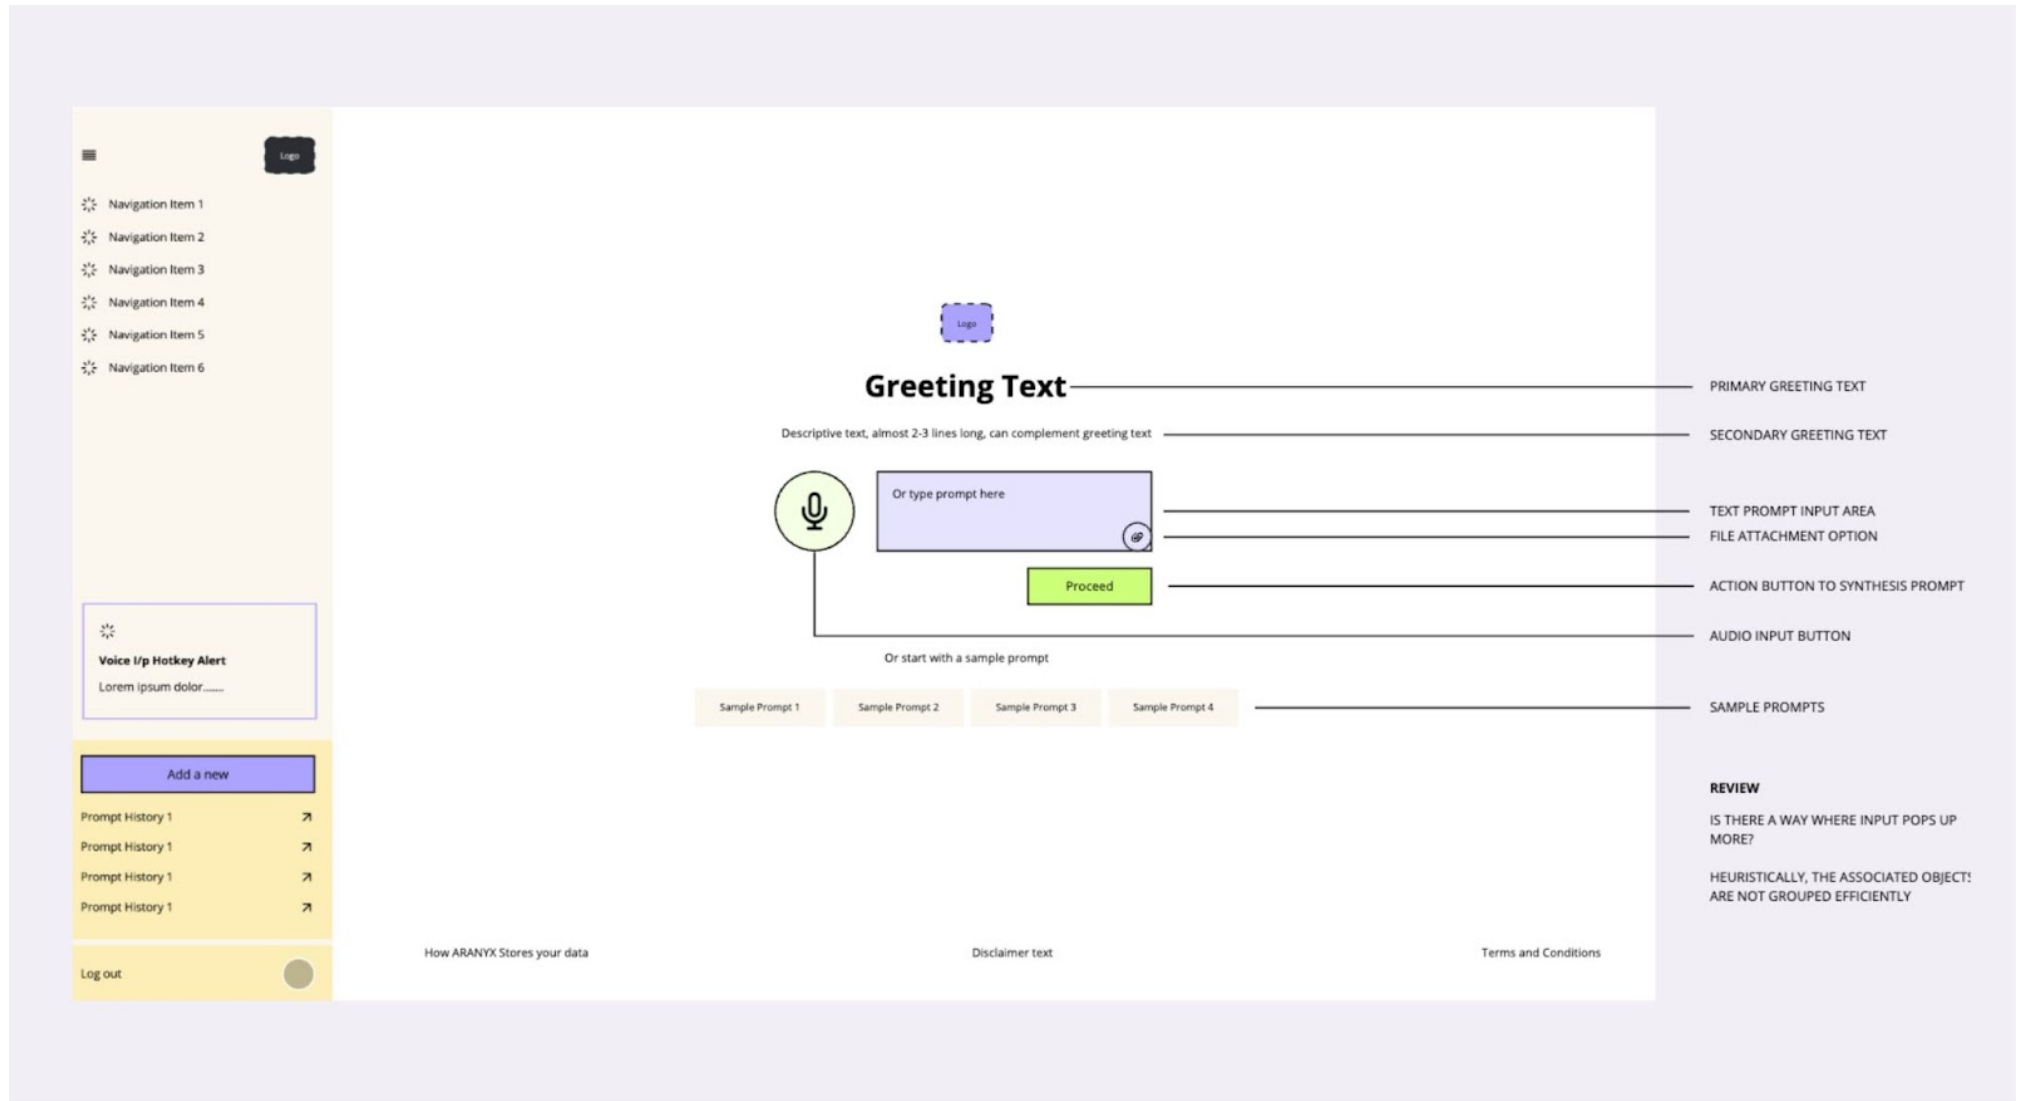 Logo
Navigation Item 1
Navigation Item 2
Navigation Item 3
Navigation Item 4
Navigation Item 5
Navigation Item 6
Voice I/p Hotkey Alert
Lorem ipsum dolor.......
Add a new
Prompt History 1
Prompt History 1
Prompt History 1
Prompt History 1
Log out
Logo
Greeting Text
Descriptive text, almost 2-3 lines long, can complement greeting text
Or type prompt here
Proceed
Or start with a sample prompt
Sample Prompt 1
Sample Prompt 2
Sample Prompt 3
Sample Prompt 4
How ARANYX Stores your data
Disclaimer text
Terms and Conditions
PRIMARY GREETING TEXT
SECONDARY GREETING TEXT
TEXT PROMPT INPUT AREA
FILE ATTACHMENT OPTION
ACTION BUTTON TO SYNTHESIS PROMPT
AUDIO INPUT BUTTON
SAMPLE PROMPTS
REVIEW
IS THERE A WAY WHERE INPUT POPS UP
MORE?
HEURISTICALLY, THE ASSOCIATED OBJECTS
ARE NOT GROUPED EFFICIENTLY